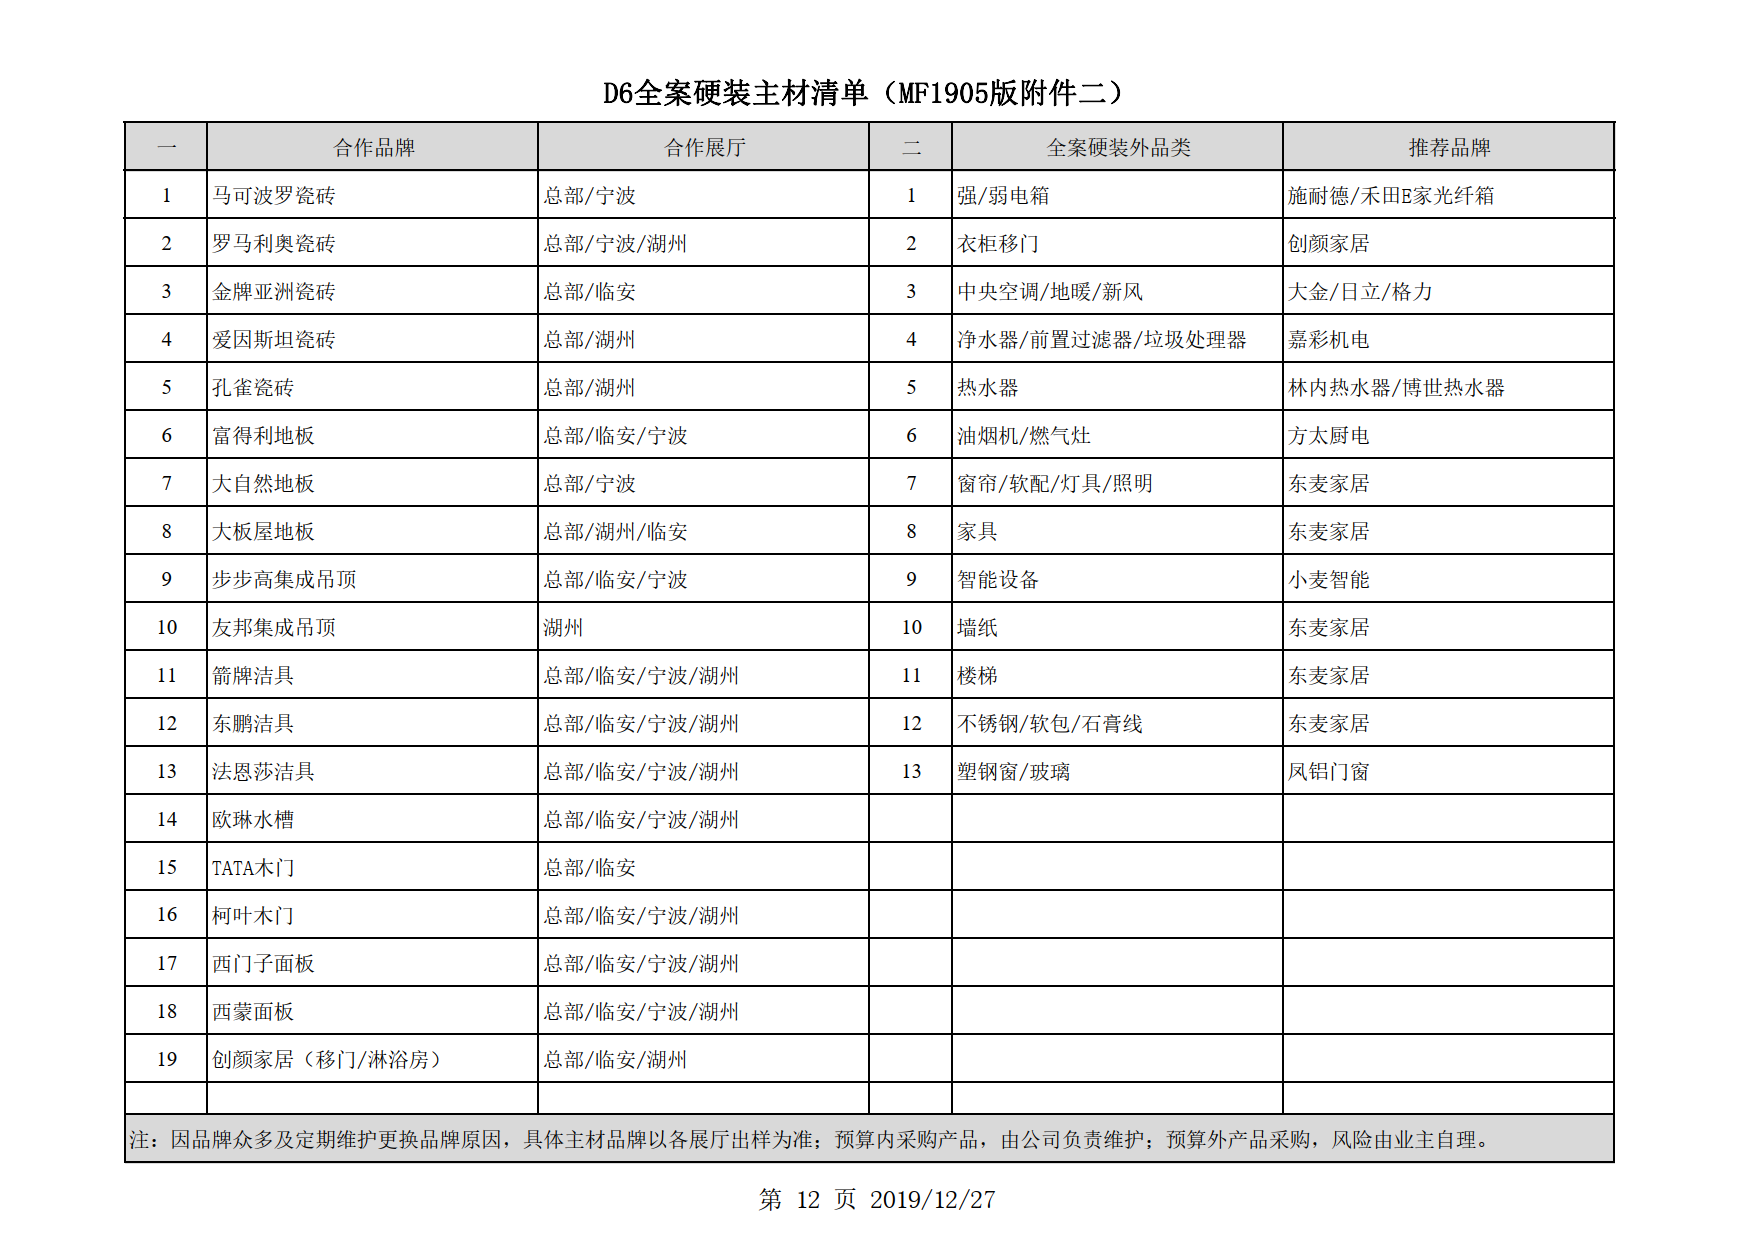 D6全案硬装主材清单（MF1905版附件二）
一 合作品牌 合作展厅 二 全案硬装外品类 推荐品牌
1 马可波罗瓷砖 总部/宁波 1 强/弱电箱 施耐德/禾田E家光纤箱
2 罗马利奥瓷砖 总部/宁波/湖州 2 衣柜移门 创颜家居
3 金牌亚洲瓷砖 总部/临安 3 中央空调/地暖/新风 大金/日立/格力
4 爱因斯坦瓷砖 总部/湖州 4 净水器/前置过滤器/垃圾处理器 嘉彩机电
5 孔雀瓷砖 总部/湖州 5 热水器 林内热水器/博世热水器
6 富得利地板 总部/临安/宁波 6 油烟机/燃气灶 方太厨电
7 大自然地板 总部/宁波 7 窗帘/软配/灯具/照明 东麦家居
8 大板屋地板 总部/湖州/临安 8 家具 东麦家居
9 步步高集成吊顶 总部/临安/宁波 9 智能设备 小麦智能
10 友邦集成吊顶 湖州 10 墙纸 东麦家居
11 箭牌洁具 总部/临安/宁波/湖州 11 楼梯 东麦家居
12 东鹏洁具 总部/临安/宁波/湖州 12 不锈钢/软包/石膏线 东麦家居
13 法恩莎洁具 总部/临安/宁波/湖州 13 塑钢窗/玻璃 凤铝门窗
14 欧琳水槽 总部/临安/宁波/湖州
15 TATA木门 总部/临安
16 柯叶木门 总部/临安/宁波/湖州
17 西门子面板 总部/临安/宁波/湖州
18 西蒙面板 总部/临安/宁波/湖州
19 创颜家居（移门/淋浴房） 总部/临安/湖州
注：因品牌众多及定期维护更换品牌原因，具体主材品牌以各展厅出样为准；预算内采购产品，由公司负责维护；预算外产品采购，风险由业主自理。
第 12 页 2019/12/27